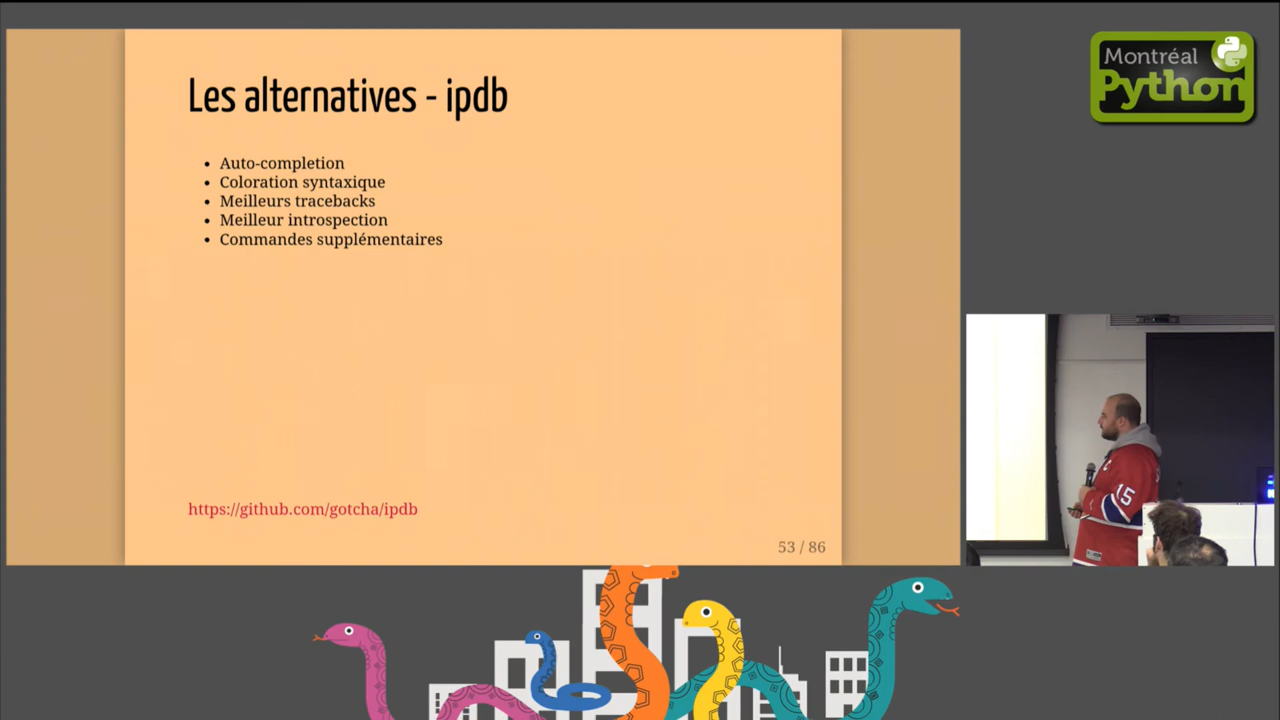 Les alternatives - ipdb
Auto-completion
Coloration syntaxique
Meilleurs tracebacks
Meilleur introspection
Commandes supplémentaires
https://github.com/gotcha/ipdb
53 / 86
Montréal
Python
15